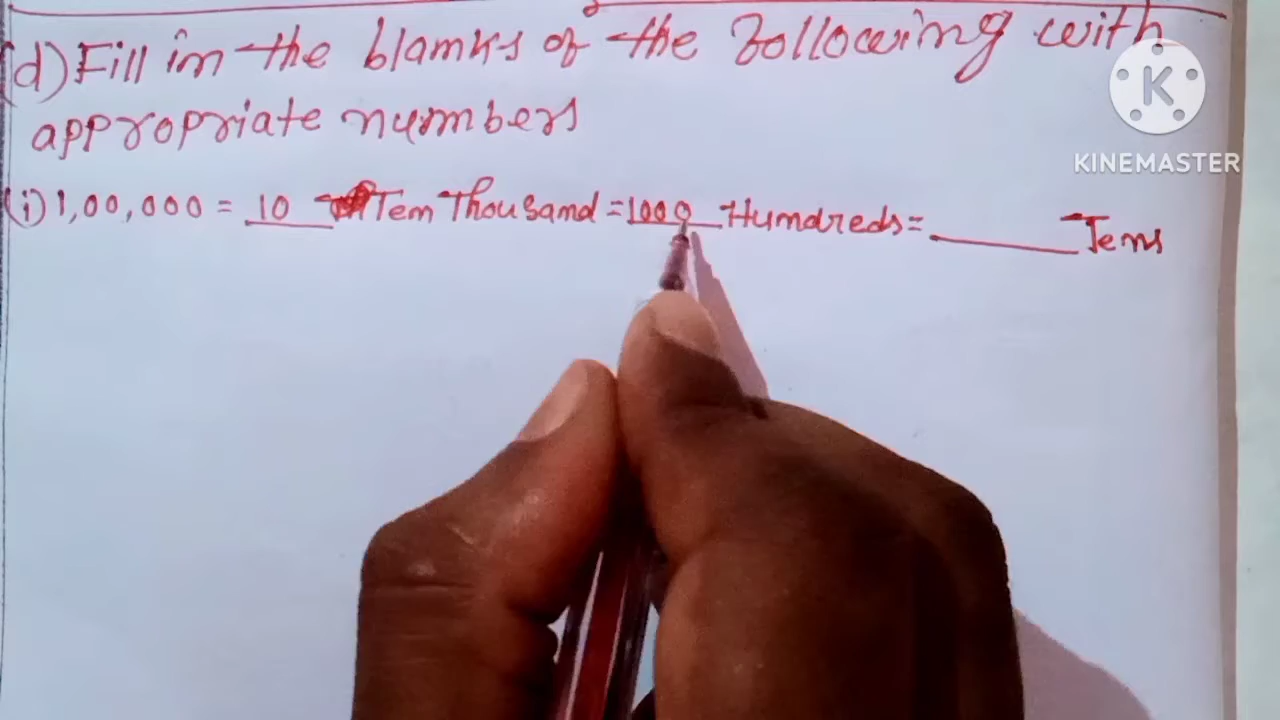 (d) Fill in the blanks of the following with
appropriate numbers
K
KINEMASTER
(i) 1,00,000 = 10 Ten Thousand = 1000 Hundreds = ______ Tens